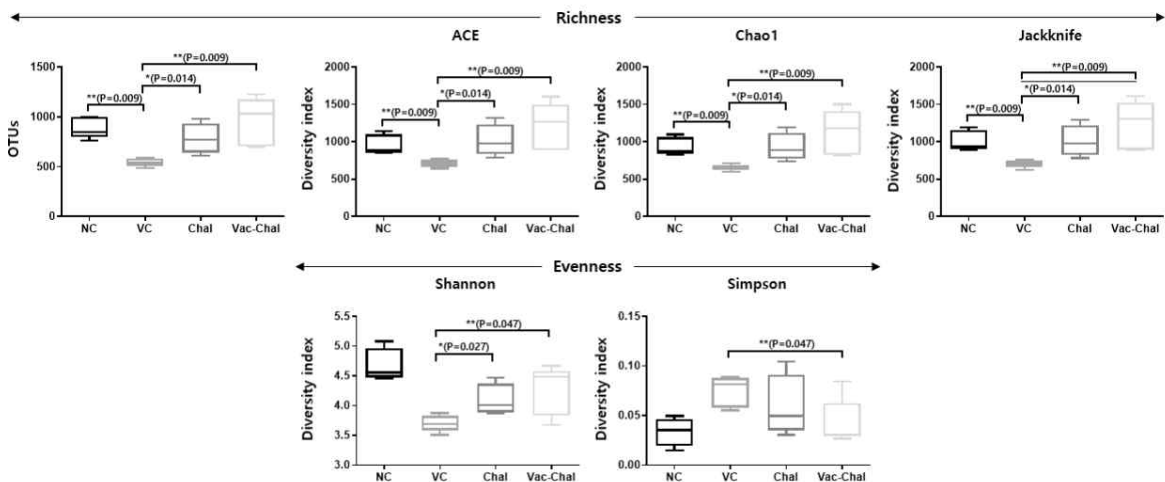 Richness
ACE
Chao1
Jackknife
OTUs
1500
1000
500
0
**(P=0.009)
*(P=0.014)
**(P=0.009)
NC
VC
Chal
Vac-Chal
Diversity index
2000
1500
1000
500
0
**(P=0.009)
*(P=0.014)
**(P=0.009)
NC
VC
Chal
Vac-Chal
Diversity index
2000
1500
1000
500
0
**(P=0.009)
*(P=0.014)
**(P=0.009)
NC
VC
Chal
Vac-Chal
Diversity index
2000
1500
1000
500
0
**(P=0.009)
*(P=0.014)
**(P=0.009)
NC
VC
Chal
Vac-Chal
Evenness
Shannon
Simpson
Diversity index
5.5
5.0
4.5
4.0
3.5
3.0
**(P=0.047)
*(P=0.027)
NC
VC
Chal
Vac-Chal
Diversity index
0.15
0.10
0.05
0.00
**(P=0.047)
NC
VC
Chal
Vac-Chal